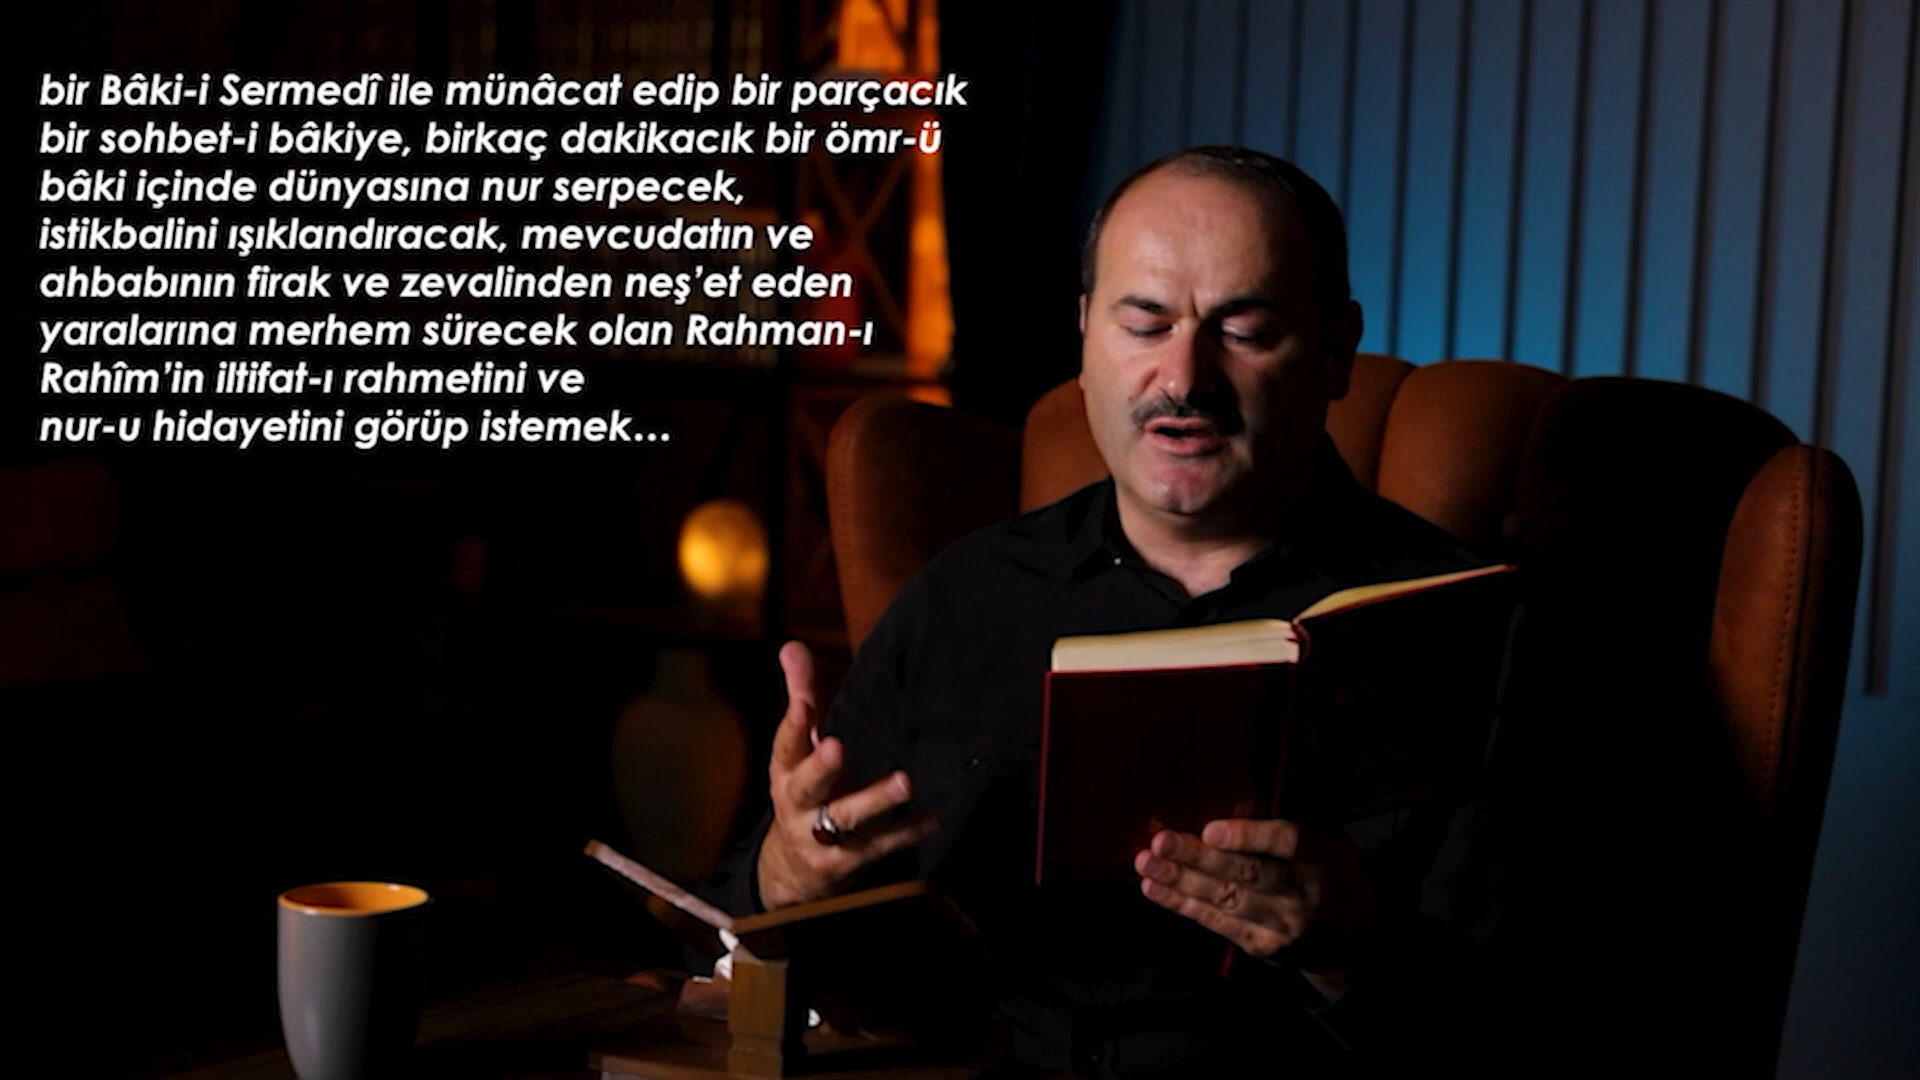 bir Bâki-i Sermedî ile münâcat edip bir parçacık
bir sohbet-i bâkiye, birkaç dakikacık bir ömr-ü
bâki içinde dünyasına nur serpecek,
istikbalini ışıklandıracak, mevcudatın ve
ahbabının firak ve zevalinden neş’et eden
yaralarına merhem sürecek olan Rahman-ı
Rahîm’in iltifat-ı rahmetini ve
nur-u hidayetini görüp istemek...